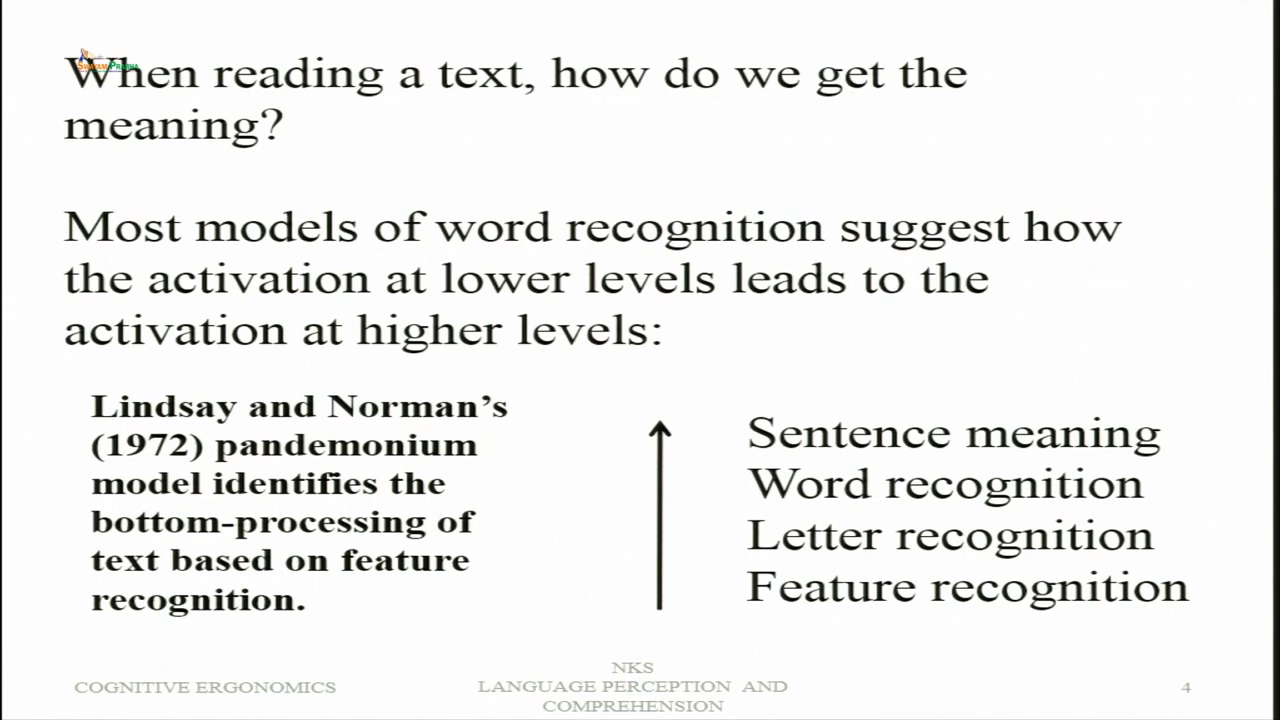 When reading a text, how do we get the
meaning?
Most models of word recognition suggest how
the activation at lower levels leads to the
activation at higher levels:
Lindsay and Norman’s
(1972) pandemonium
model identifies the
bottom-processing of
text based on feature
recognition.
Sentence meaning
Word recognition
Letter recognition
Feature recognition
COGNITIVE ERGONOMICS
NKS
LANGUAGE PERCEPTION AND
COMPREHENSION
4